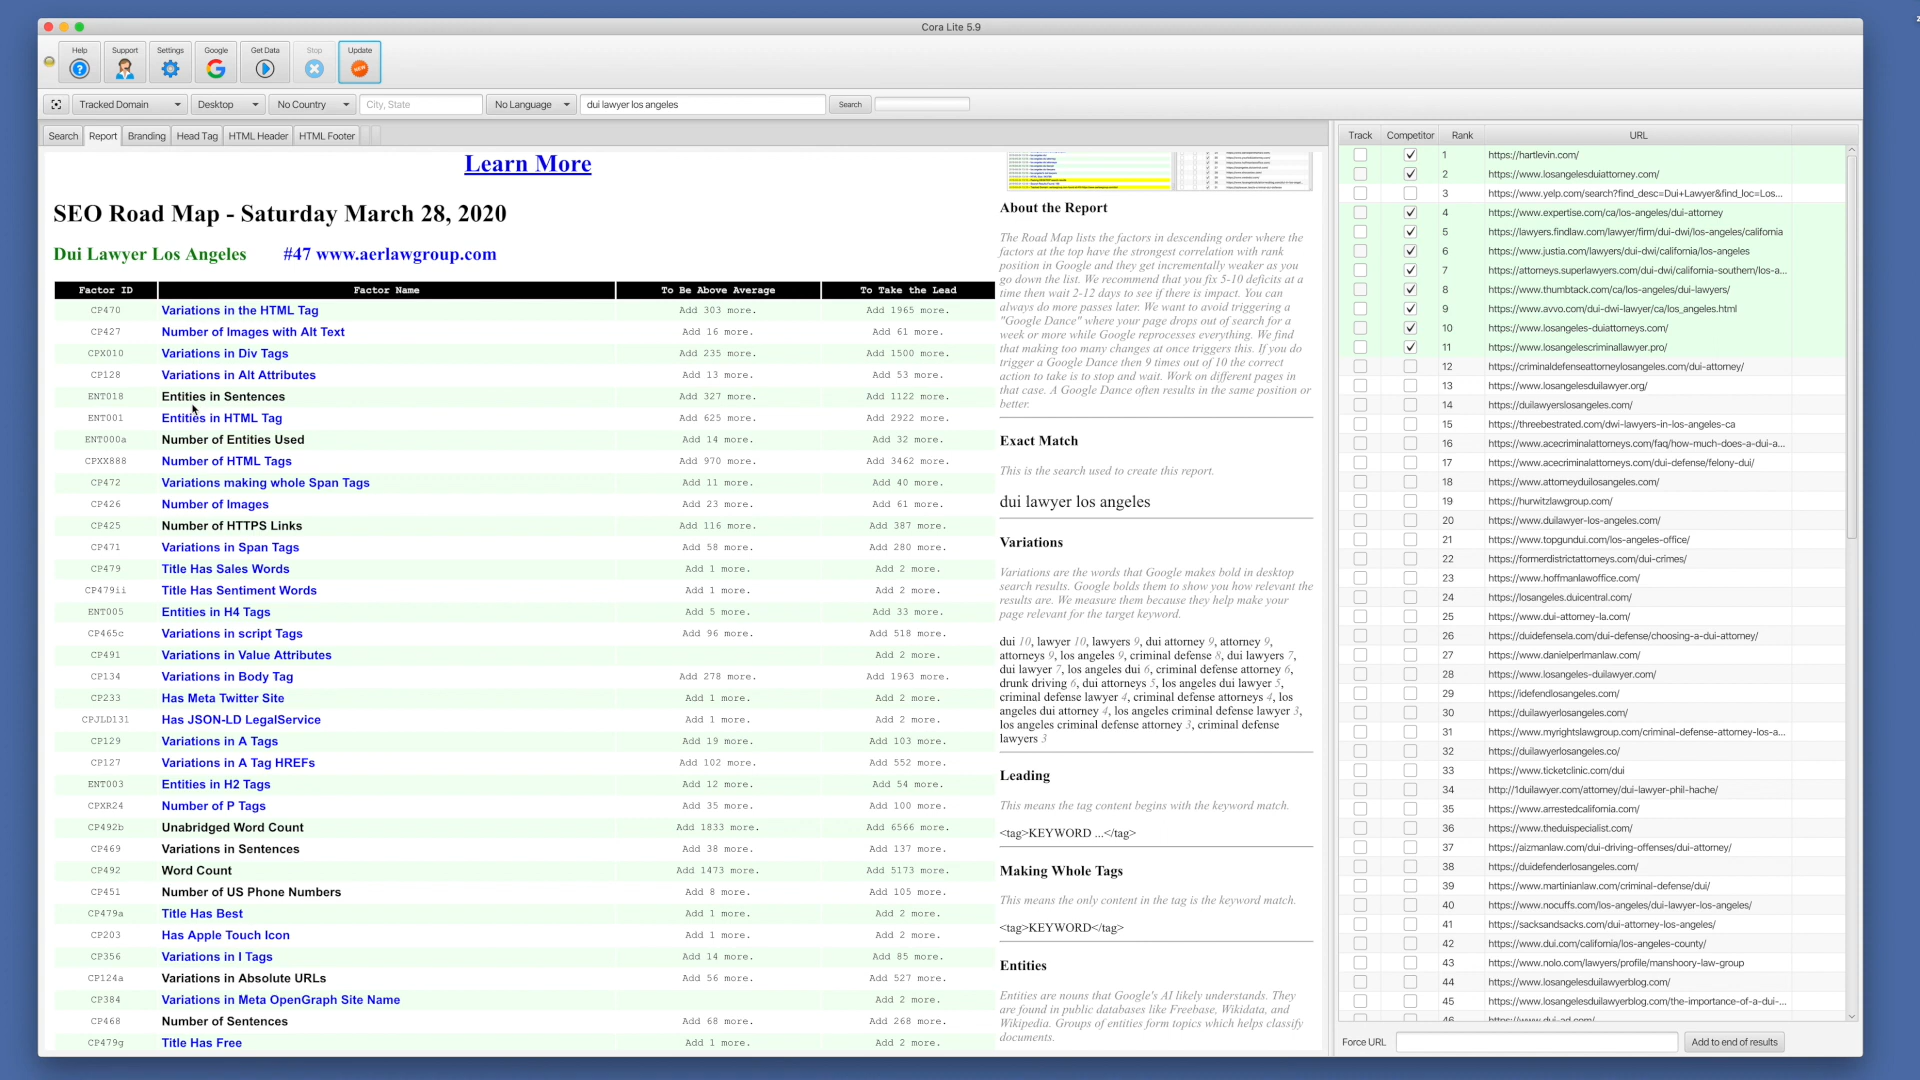 Cora Lite 5.9
Help
Support
Settings
Google
Get Data
Stop
Update
NEW
Tracked Domain
Desktop
No Country
City, State
No Language
dui lawyer los angeles
Search
Search
Report
Branding
Head Tag
HTML Header
HTML Footer
Learn More
SEO Road Map - Saturday March 28, 2020
Dui Lawyer Los Angeles #47 www.aerlawgroup.com
Factor ID Factor Name To Be Above Average To Take the Lead
CP470 Variations in the HTML Tag Add 303 more. Add 1965 more.
CP427 Number of Images with Alt Text Add 16 more. Add 61 more.
CPX010 Variations in Div Tags Add 235 more. Add 1500 more.
CP128 Variations in Alt Attributes Add 13 more. Add 53 more.
ENT018 Entities in Sentences Add 327 more. Add 1122 more.
ENT001 Entities in HTML Tag Add 625 more. Add 2922 more.
ENT000a Number of Entities Used Add 14 more. Add 32 more.
CPXX888 Number of HTML Tags Add 970 more. Add 3462 more.
CP472 Variations making whole Span Tags Add 11 more. Add 40 more.
CP426 Number of Images Add 23 more. Add 61 more.
CP425 Number of HTTPS Links Add 116 more. Add 387 more.
CP471 Variations in Span Tags Add 58 more. Add 280 more.
CP479 Title Has Sales Words Add 1 more. Add 2 more.
CP479ii Title Has Sentiment Words Add 1 more. Add 2 more.
ENT005 Entities in H4 Tags Add 5 more. Add 33 more.
CP465c Variations in script Tags Add 96 more. Add 518 more.
CP491 Variations in Value Attributes Add 2 more.
CP134 Variations in Body Tag Add 278 more. Add 1963 more.
CP233 Has Meta Twitter Site Add 1 more. Add 2 more.
CPJLD131 Has JSON-LD LegalService Add 1 more. Add 2 more.
CP129 Variations in A Tags Add 19 more. Add 103 more.
CP127 Variations in A Tag HREFs Add 102 more. Add 552 more.
ENT003 Entities in H2 Tags Add 12 more. Add 54 more.
CPXR24 Number of P Tags Add 35 more. Add 100 more.
CP492b Unabridged Word Count Add 1833 more. Add 6566 more.
CP469 Variations in Sentences Add 38 more. Add 137 more.
CP492 Word Count Add 1473 more. Add 5173 more.
CP451 Number of US Phone Numbers Add 8 more. Add 105 more.
CP479a Title Has Best Add 1 more. Add 2 more.
CP203 Has Apple Touch Icon Add 1 more. Add 2 more.
CP356 Variations in I Tags Add 14 more. Add 85 more.
CP124a Variations in Absolute URLs Add 56 more. Add 527 more.
CP384 Variations in Meta OpenGraph Site Name Add 2 more.
CP468 Number of Sentences Add 68 more. Add 268 more.
CP479g Title Has Free Add 1 more. Add 2 more.
About the Report
The Road Map lists the factors in descending order where the
factors at the top have the strongest correlation with rank
position in Google and they get incrementally weaker as you
go down the list. We recommend that you fix 5-10 deficits at a
time then wait 2-12 days to see if there is impact. You can
always do more passes later. We want to avoid triggering a
"Google Dance" where your page drops out of search for a
week or more while Google reprocesses everything. We find
that making too many changes at once triggers this. If you do
trigger a Google Dance then 9 times out of 10 the correct
action to take is to stop and wait. Work on different pages in
that case. A Google Dance often results in the same position or
better.
Exact Match
This is the search used to create this report.
dui lawyer los angeles
Variations
Variations are the words that Google makes bold in desktop
search results. Google bolds them to show you how relevant the
results are. We measure them because they help make your
page relevant for the target keyword.
dui 10, lawyer 10, lawyers 9, dui attorney 9, attorney 9,
attorneys 9, los angeles 9, criminal defense 8, dui lawyers 7,
dui lawyer 7, los angeles dui 6, criminal defense attorney 6,
drunk driving 6, dui attorneys 5, los angeles dui lawyer 5,
criminal defense lawyer 4, criminal defense attorneys 4, los
angeles dui attorney 4, los angeles criminal defense lawyer 3,
los angeles criminal defense attorney 3, criminal defense
lawyers 3
Leading
This means the tag content begins with the keyword match.
<tag>KEYWORD ...</tag>
Making Whole Tags
This means the only content in the tag is the keyword match.
<tag>KEYWORD</tag>
Entities
Entities are nouns that Google's AI likely understands. They
are found in public databases like Freebase, Wikidata, and
Wikipedia. Groups of entities form topics which helps classify
documents.
Track Competitor Rank URL
1 https://hartlevin.com/
2 https://www.losangelesduiattorney.com/
3 https://www.yelp.com/search?find_desc=Dui+Lawyer&find_loc=Los...
4 https://www.expertise.com/ca/los-angeles/dui-attorney
5 https://lawyers.findlaw.com/lawyer/firm/dui-dwi/los-angeles/california
6 https://www.justia.com/lawyers/dui-dwi/california/los-angeles
7 https://attorneys.superlawyers.com/dui-dwi/california-southern/los-a...
8 https://www.thumbtack.com/ca/los-angeles/dui-lawyers/
9 https://www.avvo.com/dui-dwi-lawyer/ca/los_angeles.html
10 https://www.losangeles-duiattorneys.com/
11 https://www.losangelescriminallawyer.pro/
12 https://criminaldefenseattorneylosangeles.com/dui-attorney/
13 https://www.losangelesduilawyer.org/
14 https://duilawyerslosangeles.com/
15 https://threebestrated.com/dwi-lawyers-in-los-angeles-ca
16 https://www.acecriminalattorneys.com/faq/how-much-does-a-dui-a...
17 https://www.acecriminalattorneys.com/dui-defense/felony-dui/
18 https://www.attorneyduilosangeles.com/
19 https://hurwitzlawgroup.com/
20 https://www.duilawyer-los-angeles.com/
21 https://www.topgundui.com/los-angeles-office/
22 https://formerdistrictattorneys.com/dui-crimes/
23 https://www.hoffmanlawoffice.com/
24 https://losangeles.duicentral.com/
25 https://www.dui-attorney-la.com/
26 https://duidefensela.com/dui-defense/choosing-a-dui-attorney/
27 https://www.danielperlmanlaw.com/
28 https://www.losangeles-duilawyer.com/
29 https://idefendlosangeles.com/
30 https://duilawyerlosangeles.com/
31 https://www.myrightslawgroup.com/criminal-defense-attorney-los-a...
32 https://duilawyerlosangeles.co/
33 https://www.ticketclinic.com/dui
34 http://1duilawyer.com/attorney/dui-lawyer-phil-hache/
35 https://www.arrestedcalifornia.com/
36 https://www.theduispecialist.com/
37 https://aizmanlaw.com/dui-driving-offenses/dui-attorney/
38 https://duidefenderlosangeles.com/
39 https://www.martinianlaw.com/criminal-defense/dui/
40 https://www.nocuffs.com/los-angeles/dui-lawyer-los-angeles/
41 https://sacksandsacks.com/dui-attorney-los-angeles/
42 https://www.dui.com/california/los-angeles-county/
43 https://www.nolo.com/lawyers/profile/manshoory-law-group
44 https://www.losangelesduilawyerblog.com/
45 https://www.losangelesduilawyerblog.com/the-importance-of-a-dui-...
46 https://www.dui-ad.com/
Force URL
Add to end of results